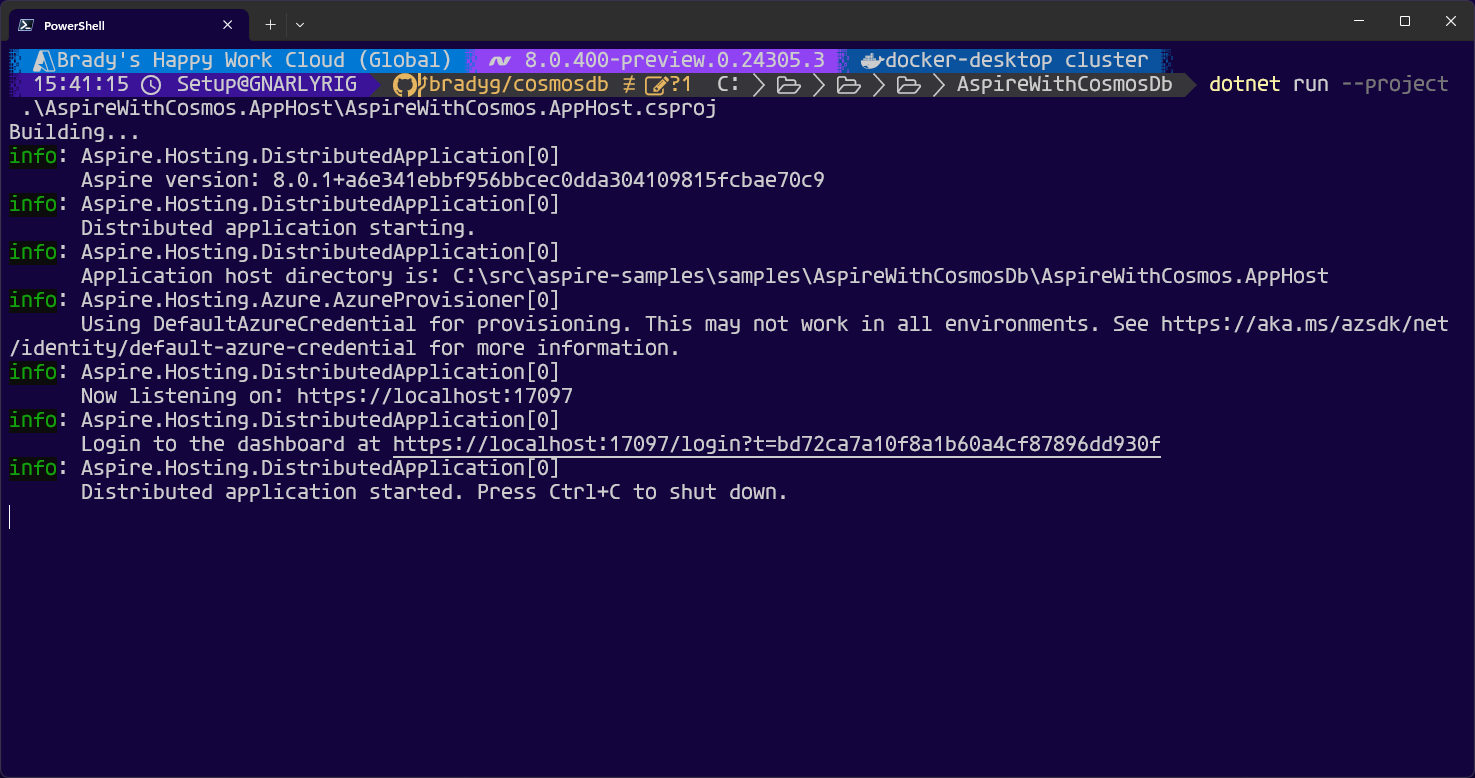 PowerShell
Brady's Happy Work Cloud (Global) 8.0.400-preview.0.24305.3 docker-desktop cluster
15:41:15 Setup@GNARLYRIG bradyg/cosmosdb ≢ ?1 C: AspireWithCosmosDb dotnet run --project
.\AspireWithCosmos.AppHost\AspireWithCosmos.AppHost.csproj
Building...
info: Aspire.Hosting.DistributedApplication[0]
Aspire version: 8.0.1+a6e341ebbf956bbcec0dda304109815fcbae70c9
info: Aspire.Hosting.DistributedApplication[0]
Distributed application starting.
info: Aspire.Hosting.DistributedApplication[0]
Application host directory is: C:\src\aspire-samples\samples\AspireWithCosmosDb\AspireWithCosmos.AppHost
info: Aspire.Hosting.Azure.AzureProvisioner[0]
Using DefaultAzureCredential for provisioning. This may not work in all environments. See https://aka.ms/azsdk/net
/identity/default-azure-credential for more information.
info: Aspire.Hosting.DistributedApplication[0]
Now listening on: https://localhost:17097
info: Aspire.Hosting.DistributedApplication[0]
Login to the dashboard at https://localhost:17097/login?t=bd72ca7a10f8a1b60a4cf87896dd930f
info: Aspire.Hosting.DistributedApplication[0]
Distributed application started. Press Ctrl+C to shut down.